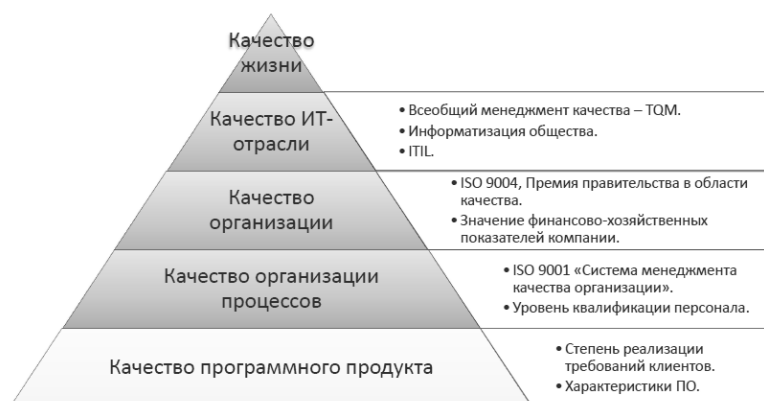 Качество
жизни
Качество ИТ-
отрасли
• Всеобщий менеджмент качества – TQM.
• Информатизация общества.
• ITIL.
Качество
организации
• ISO 9004, Премия правительства в области
качества.
• Значение финансово-хозяйственных
показателей компании.
Качество организации
процессов
• ISO 9001 «Система менеджмента
качества организации».
• Уровень квалификации персонала.
Качество программного продукта
• Степень реализации
требований клиентов.
• Характеристики ПО.